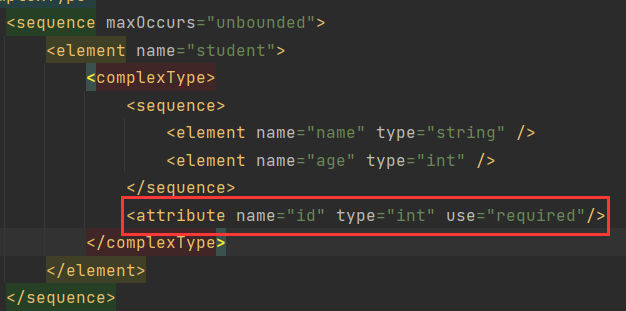 <sequence maxOccurs="unbounded">
<element name="student">
<complexType>
<sequence>
<element name="name" type="string" />
<element name="age" type="int" />
</sequence>
<attribute name="id" type="int" use="required"/>
</complexType>
</element>
</sequence>